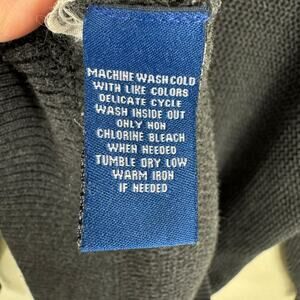 MACHINE WASH COLD
WITH LIKE COLORS
DELICATE CYCLE
WASH INSIDE OUT
ONLY NON
CHLORINE BLEACH
WHEN NEEDED
TUMBLE DRY LOW
WARM IRON
IF NEEDED